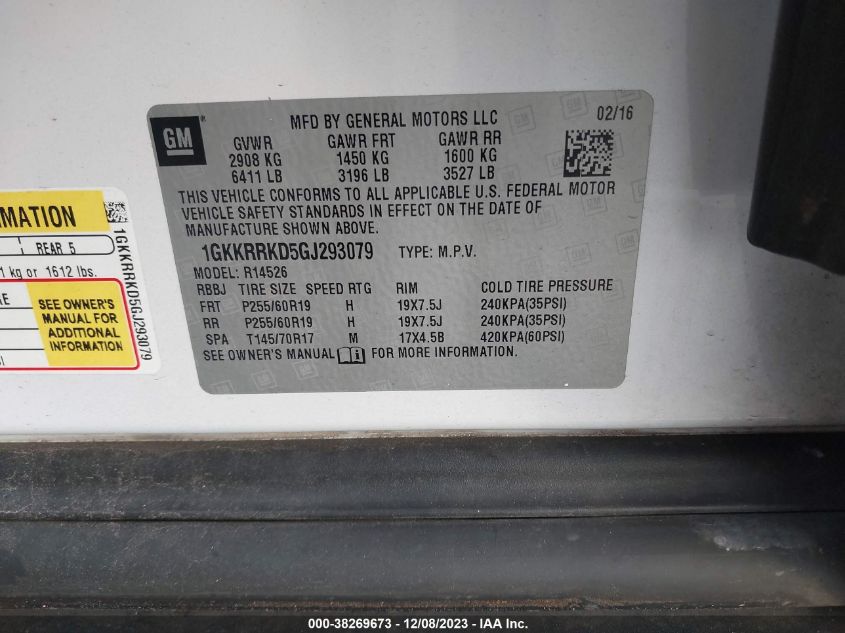 GM
®
MFD BY GENERAL MOTORS LLC
02/16
GVWR GAWR FRT GAWR RR
2908 KG 1450 KG 1600 KG
6411 LB 3196 LB 3527 LB
THIS VEHICLE CONFORMS TO ALL APPLICABLE U.S. FEDERAL MOTOR
VEHICLE SAFETY STANDARDS IN EFFECT ON THE DATE OF
MANUFACTURE SHOWN ABOVE.
1GKKRRKD5GJ293079 TYPE: M.P.V.
MODEL: R14526
RBBJ TIRE SIZE SPEED RTG RIM COLD TIRE PRESSURE
FRT P255/60R19 H 19X7.5J 240KPA(35PSI)
RR P255/60R19 H 19X7.5J 240KPA(35PSI)
SPA T145/70R17 M 17X4.5B 420KPA(60PSI)
SEE OWNER'S MANUAL FOR MORE INFORMATION.
REAR 5
kg or 1612 lbs.
SEE OWNER'S
MANUAL FOR
ADDITIONAL
INFORMATION
1GKKRRKD5GJ293079
000-38269673 - 12/08/2023 - IAA Inc.